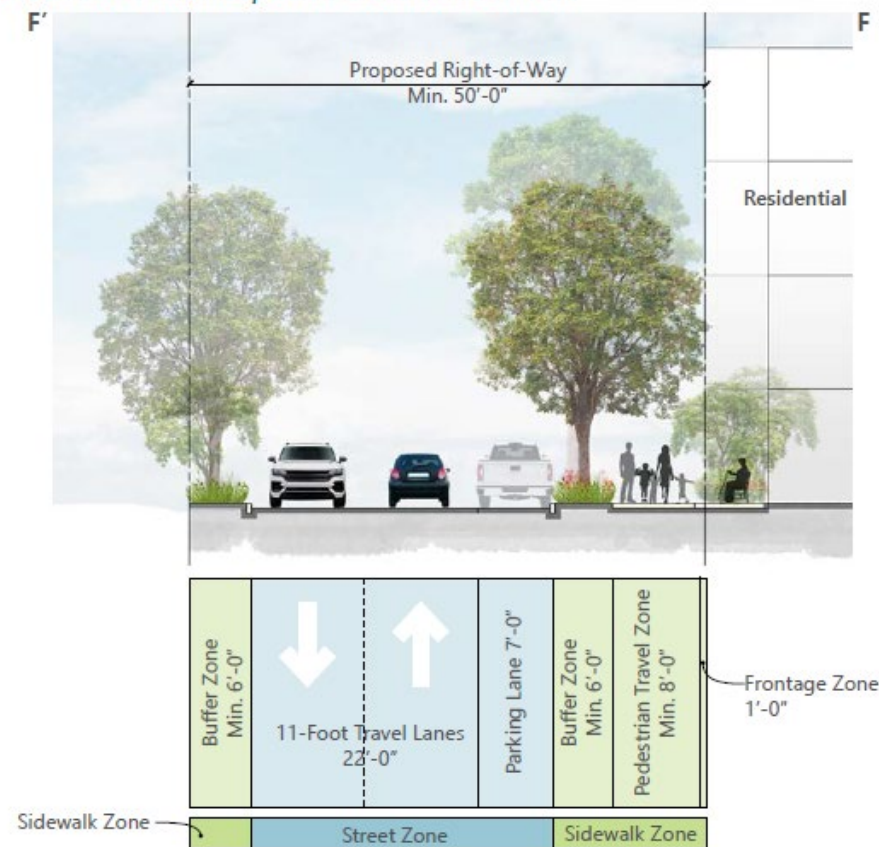 F’
F
Proposed Right-of-Way
Min. 50’-0”
Residential
Buffer Zone
Min. 6’-0”
11-Foot Travel Lanes
22’-0”
Parking Lane 7’-0”
Buffer Zone
Min. 6’-0”
Pedestrian Travel Zone
Min. 8’-0”
Frontage Zone
1’-0”
Sidewalk Zone
Street Zone
Sidewalk Zone